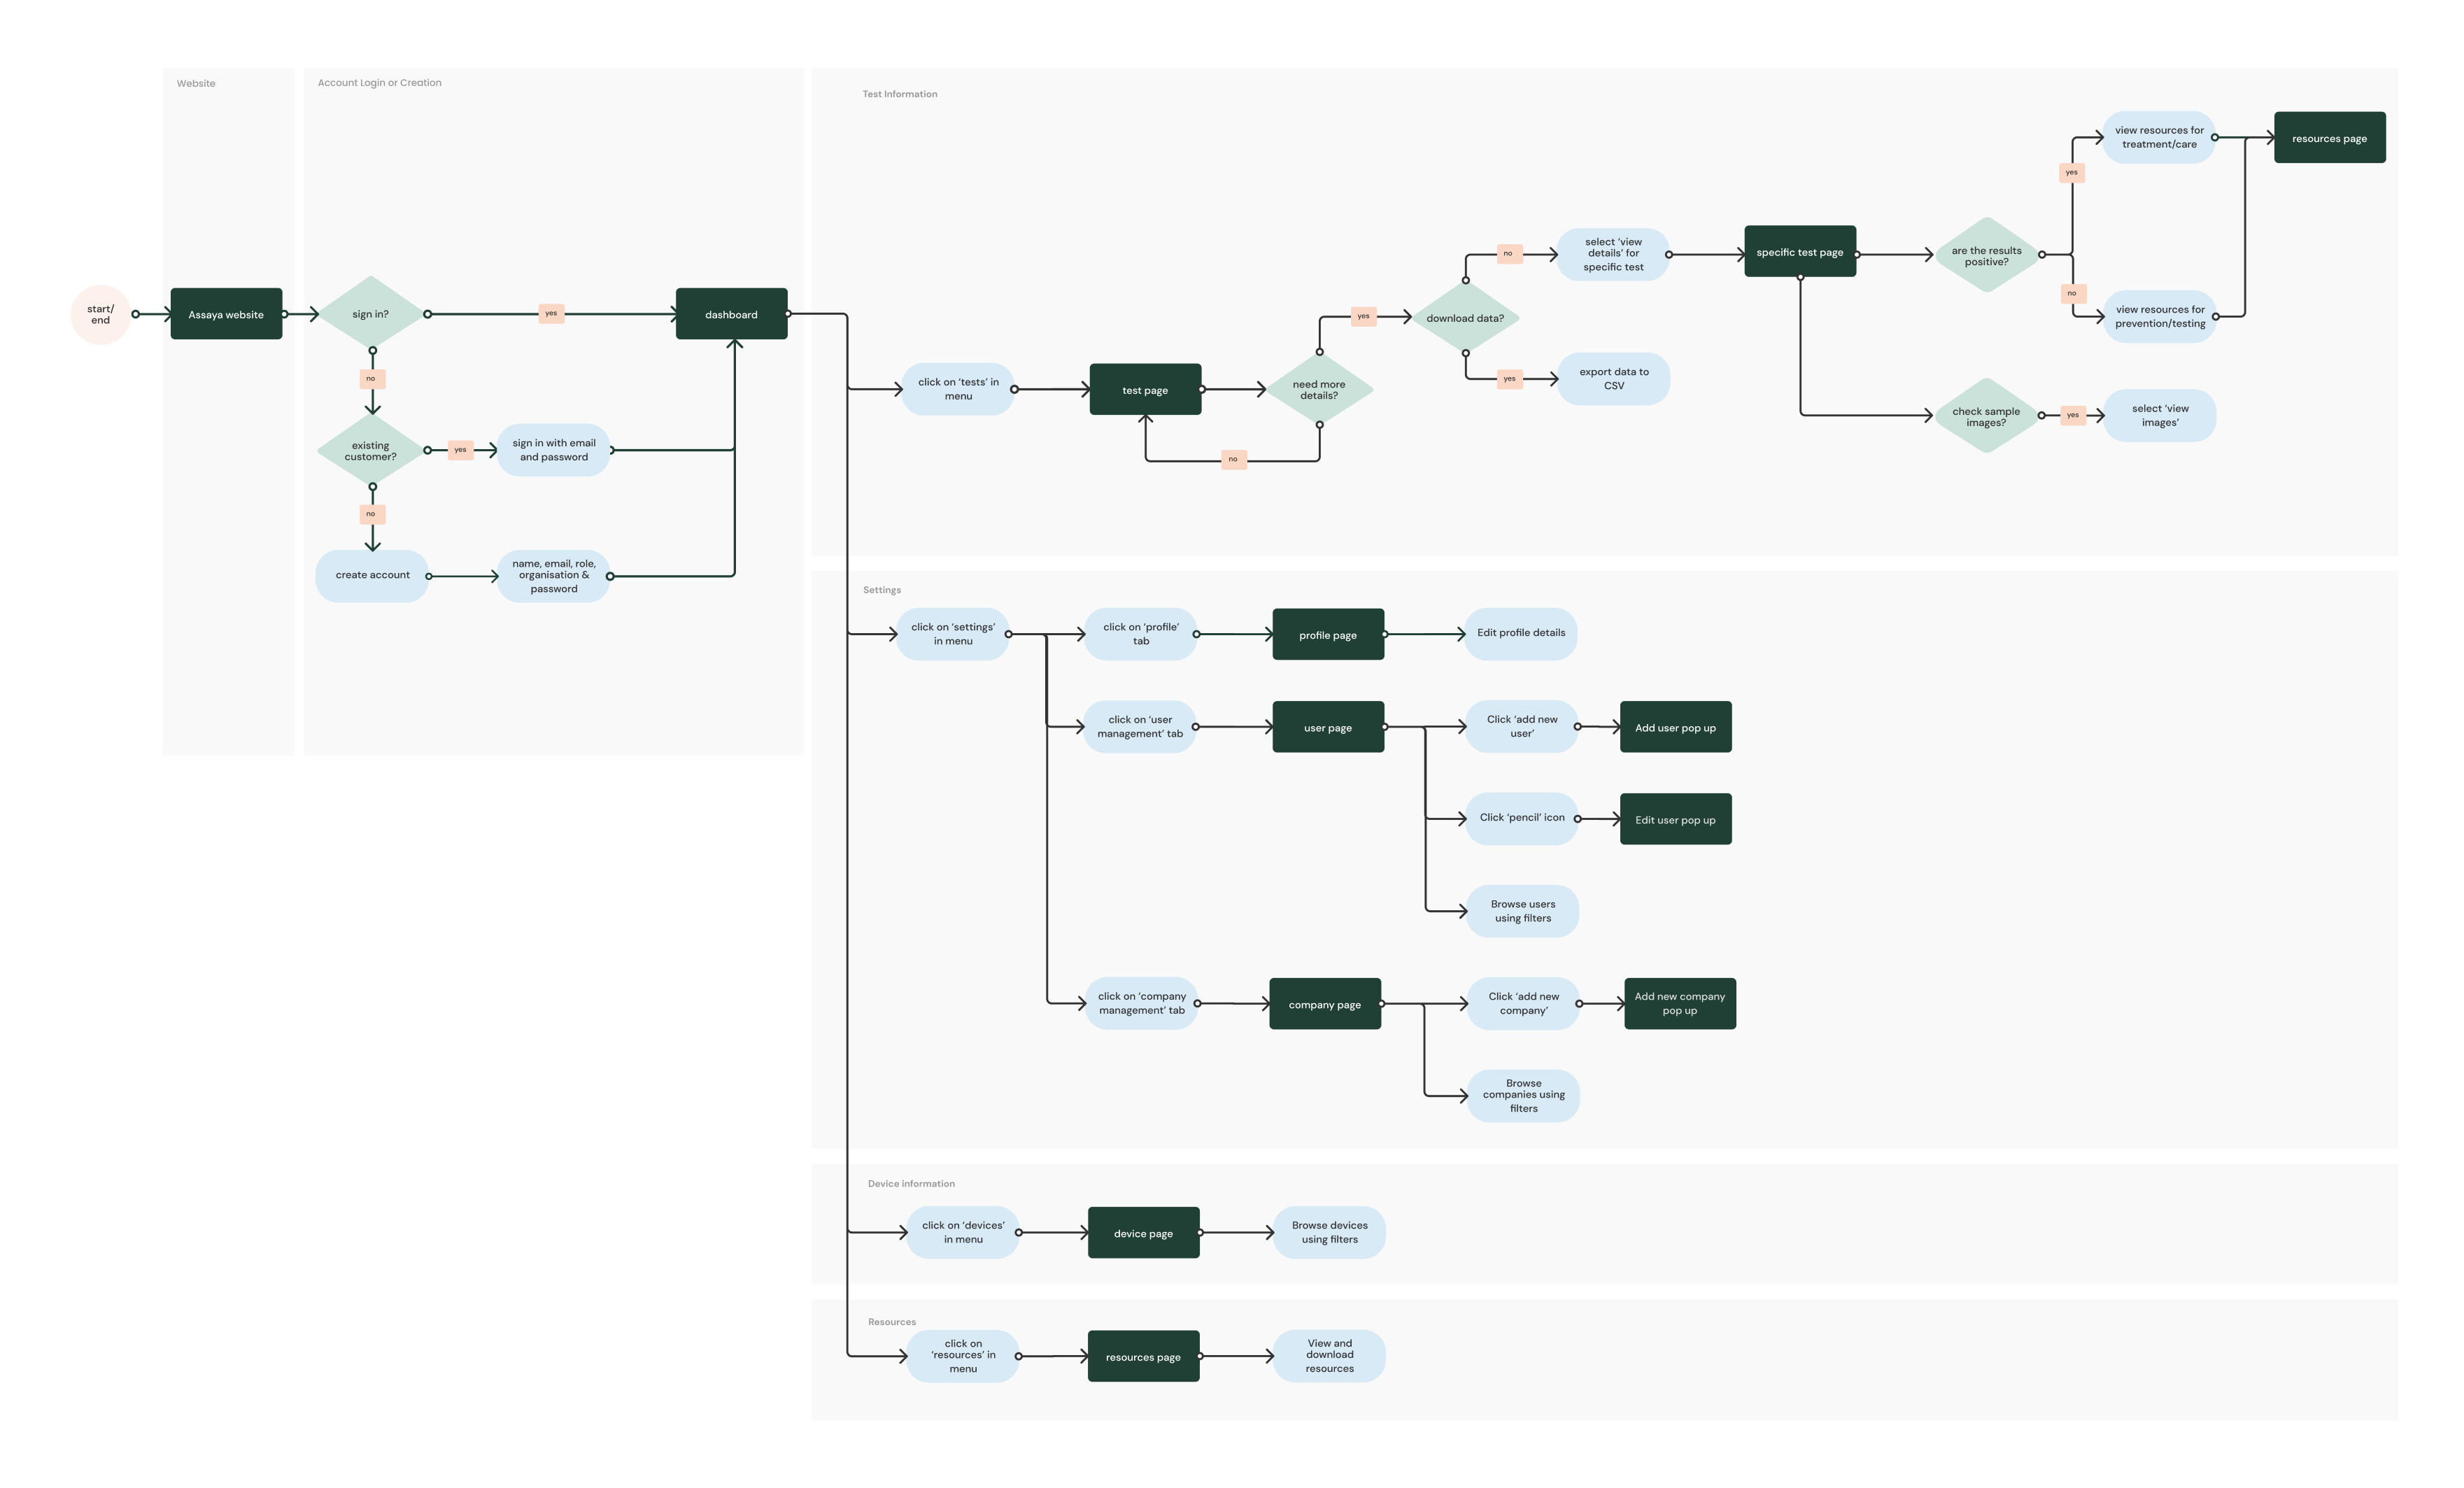 Website
Account Login or Creation
Test Information
start/
end
Assaya website
sign in?
yes
dashboard
no
existing
customer?
yes
sign in with email
and password
no
create account
name, email, role,
organisation &
password
click on ‘tests’ in
menu
test page
need more
details?
no
yes
download data?
no
select ‘view
details’ for
specific test
yes
export data to
CSV
specific test page
are the results
positive?
yes
view resources for
treatment/care
resources page
no
view resources for
prevention/testing
check sample
images?
yes
select ‘view
images’
Settings
click on ‘settings’
in menu
click on ‘profile’
tab
profile page
Edit profile details
click on ‘user
management’ tab
user page
Click ‘add new
user’
Add user pop up
Click ‘pencil’ icon
Edit user pop up
Browse users
using filters
click on ‘company
management’ tab
company page
Click ‘add new
company’
Add new company
pop up
Browse
companies using
filters
Device information
click on ‘devices’
in menu
device page
Browse devices
using filters
Resources
click on
‘resources’ in
menu
resources page
View and
download
resources